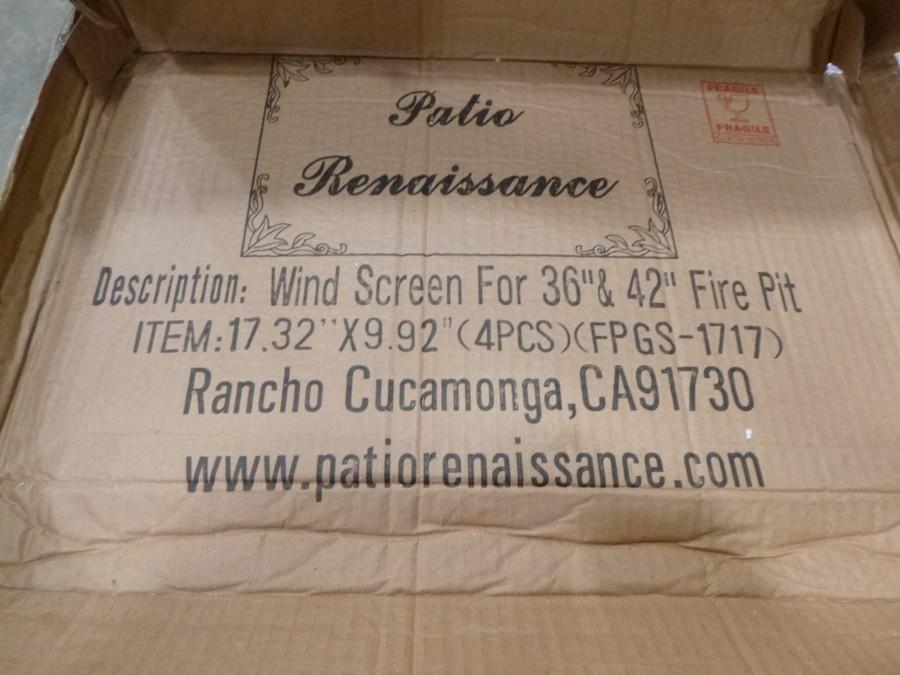 Patio
Renaissance
FRAGILE
FRAGILE
Description: Wind Screen For 36"& 42" Fire Pit
ITEM:17.32''X9.92"(4PCS)(FPGS-1717)
Rancho Cucamonga,CA91730
www.patiorenaissance.com